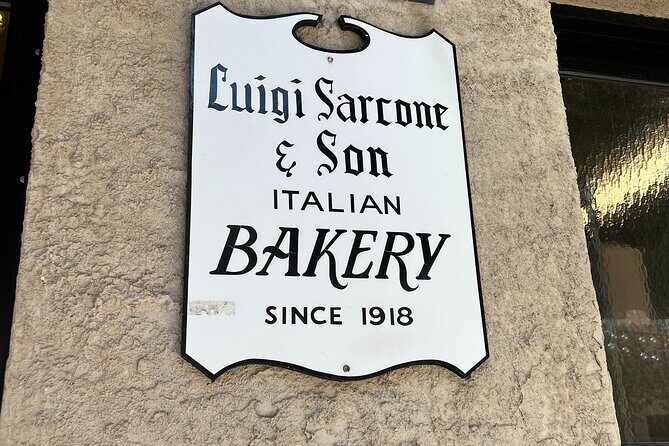 Luigi Sarcone
& Son
ITALIAN
BAKERY
SINCE 1918